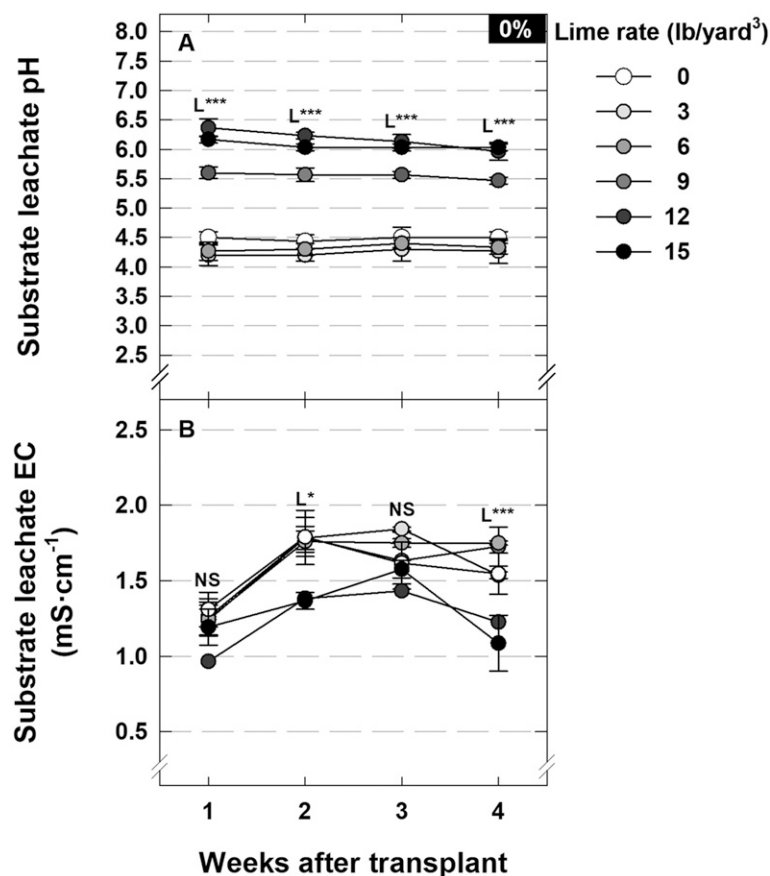 0%
Lime rate (lb/yard³)
0
3
6
9
12
15
A
Substrate leachate pH
8.0
7.5
7.0
6.5
6.0
5.5
5.0
4.5
4.0
3.5
3.0
2.5
L***
L***
L***
L***
B
Substrate leachate EC
(mS·cm⁻¹)
2.5
2.0
1.5
1.0
0.5
NS
L*
NS
L***
1
2
3
4
Weeks after transplant